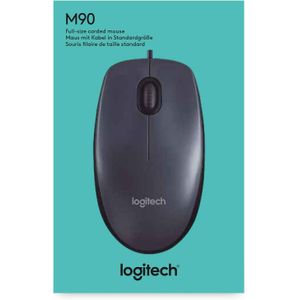 M90
Full-size corded mouse
Maus mit Kabel in Standardgröße
Souris filaire de taille standard
logitech
logitech